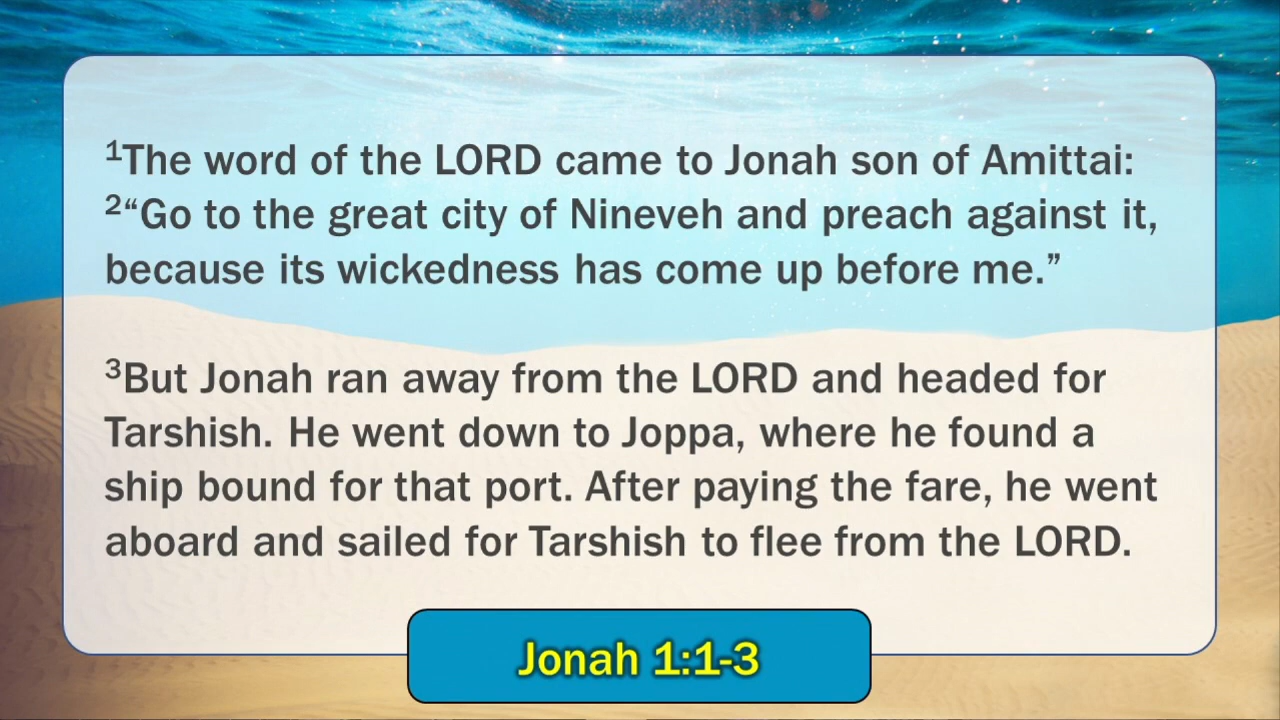 ¹The word of the LORD came to Jonah son of Amittai:
²“Go to the great city of Nineveh and preach against it,
because its wickedness has come up before me.”
³But Jonah ran away from the LORD and headed for
Tarshish. He went down to Joppa, where he found a
ship bound for that port. After paying the fare, he went
aboard and sailed for Tarshish to flee from the LORD.
Jonah 1:1-3